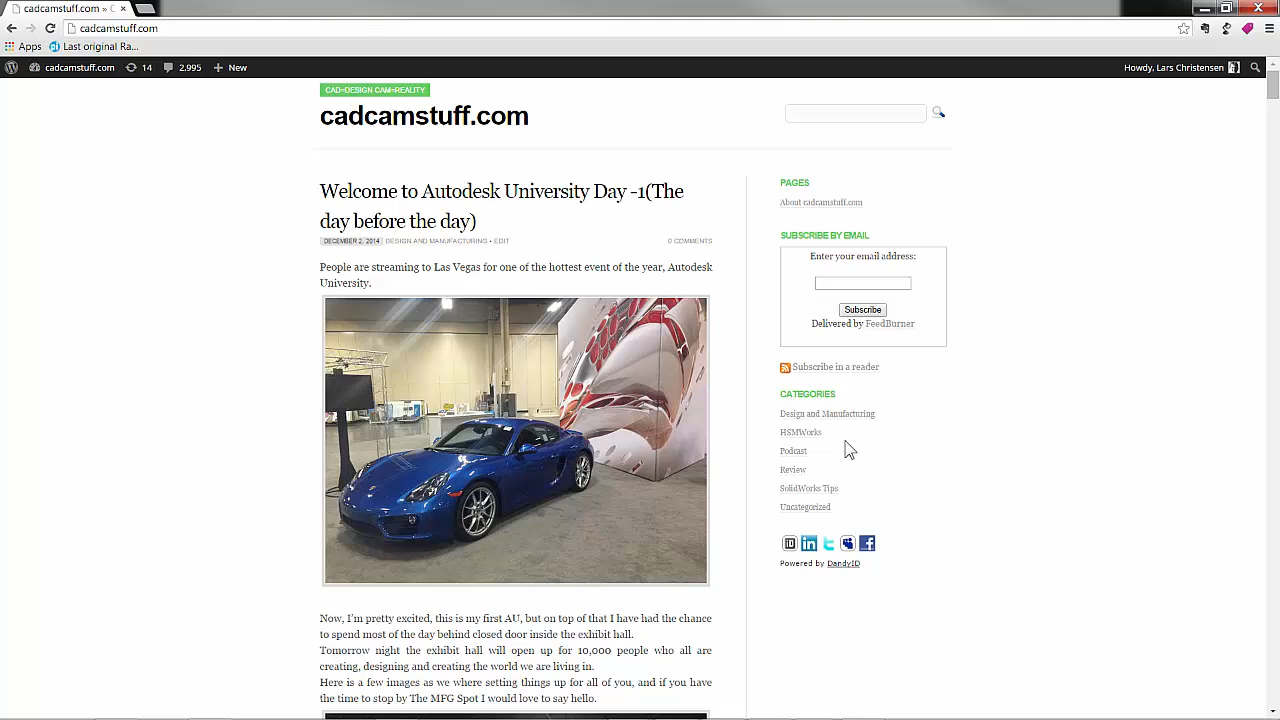 cadcamstuff.com » C
cadcamstuff.com
Apps
Last original Ra...
cadcamstuff.com
14
2,995
New
Howdy, Lars Christensen
CAD=DESIGN CAM=REALITY
cadcamstuff.com
Welcome to Autodesk University Day -1(The
day before the day)
DECEMBER 2, 2014 DESIGN AND MANUFACTURING • EDIT
0 COMMENTS
People are streaming to Las Vegas for one of the hottest event of the year, Autodesk
University.
Now, I'm pretty excited, this is my first AU, but on top of that I have had the chance
to spend most of the day behind closed door inside the exhibit hall.
Tomorrow night the exhibit hall will open up for 10,000 people who all are
creating, designing and creating the world we are living in.
Here is a few images as we where setting things up for all of you, and if you have
the time to stop by The MFG Spot I would love to say hello.
PAGES
About cadcamstuff.com
SUBSCRIBE BY EMAIL
Enter your email address:
Subscribe
Delivered by FeedBurner
Subscribe in a reader
CATEGORIES
Design and Manufacturing
HSMWorks
Podcast
Review
SolidWorks Tips
Uncategorized
Powered by DandyID